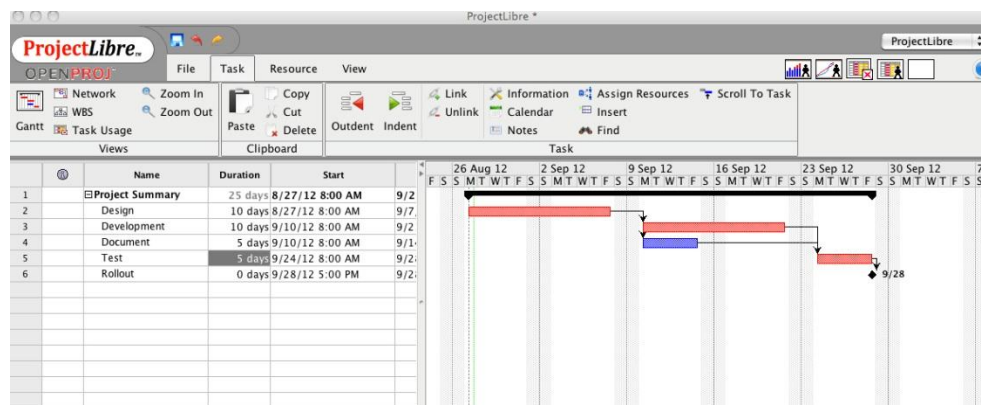 ProjectLibre *
ProjectLibre™
OPENPROJ
ProjectLibre
File Task Resource View
Network Zoom In Copy Link Information Assign Resources Scroll To Task
WBS Zoom Out Cut Unlink Calendar Insert
Gantt Task Usage Paste Delete Outdent Indent Notes Find
Views Clipboard Task
Name Duration Start 26 Aug 12 2 Sep 12 9 Sep 12 16 Sep 12 23 Sep 12 30 Sep 12 7
F S S M T W T F S S M T W T F S S M T W T F S S M T W T F S S M T W T F S S M T W T F S S
1 Project Summary 25 days 8/27/12 8:00 AM 9/2
2 Design 10 days 8/27/12 8:00 AM 9/7
3 Development 10 days 9/10/12 8:00 AM 9/2
4 Document 5 days 9/10/12 8:00 AM 9/1
5 Test 5 days 9/24/12 8:00 AM 9/2
6 Rollout 0 days 9/28/12 5:00 PM 9/2 9/28